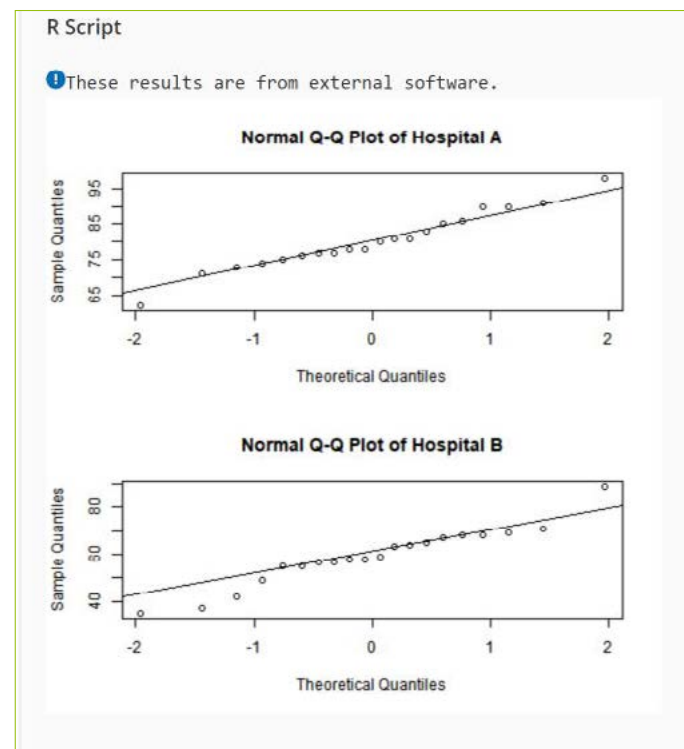 R Script
These results are from external software.
Normal Q-Q Plot of Hospital A
Sample Quantiles
95
85
75
65
-2 -1 0 1 2
Theoretical Quantiles
Normal Q-Q Plot of Hospital B
Sample Quantiles
80
60
40
-2 -1 0 1 2
Theoretical Quantiles